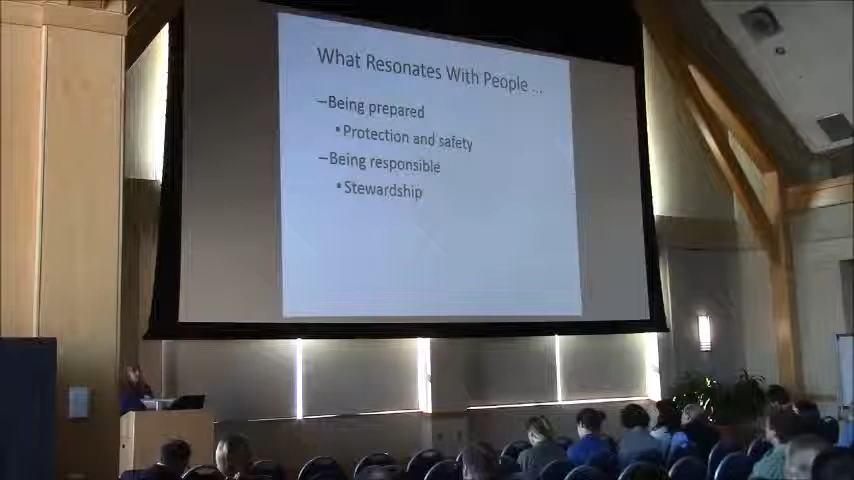 What Resonates With People ...
–Being prepared
▪Protection and safety
–Being responsible
▪Stewardship